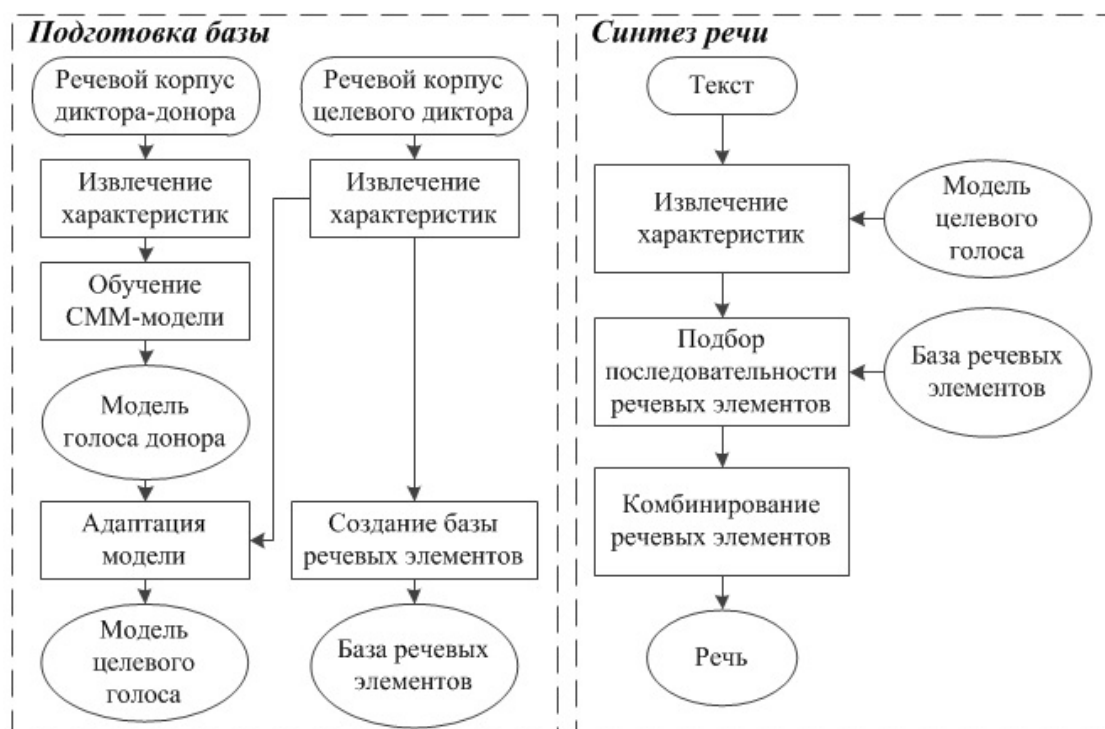 Подготовка базы
Речевой корпус
диктора-донора
Речевой корпус
целевого диктора
Извлечение
характеристик
Извлечение
характеристик
Обучение
СММ-модели
Модель
голоса донора
Адаптация
модели
Создание базы
речевых элементов
Модель
целевого
голоса
База речевых
элементов
Синтез речи
Текст
Извлечение
характеристик
Модель
целевого
голоса
Подбор
последовательности
речевых элементов
База речевых
элементов
Комбинирование
речевых элементов
Речь